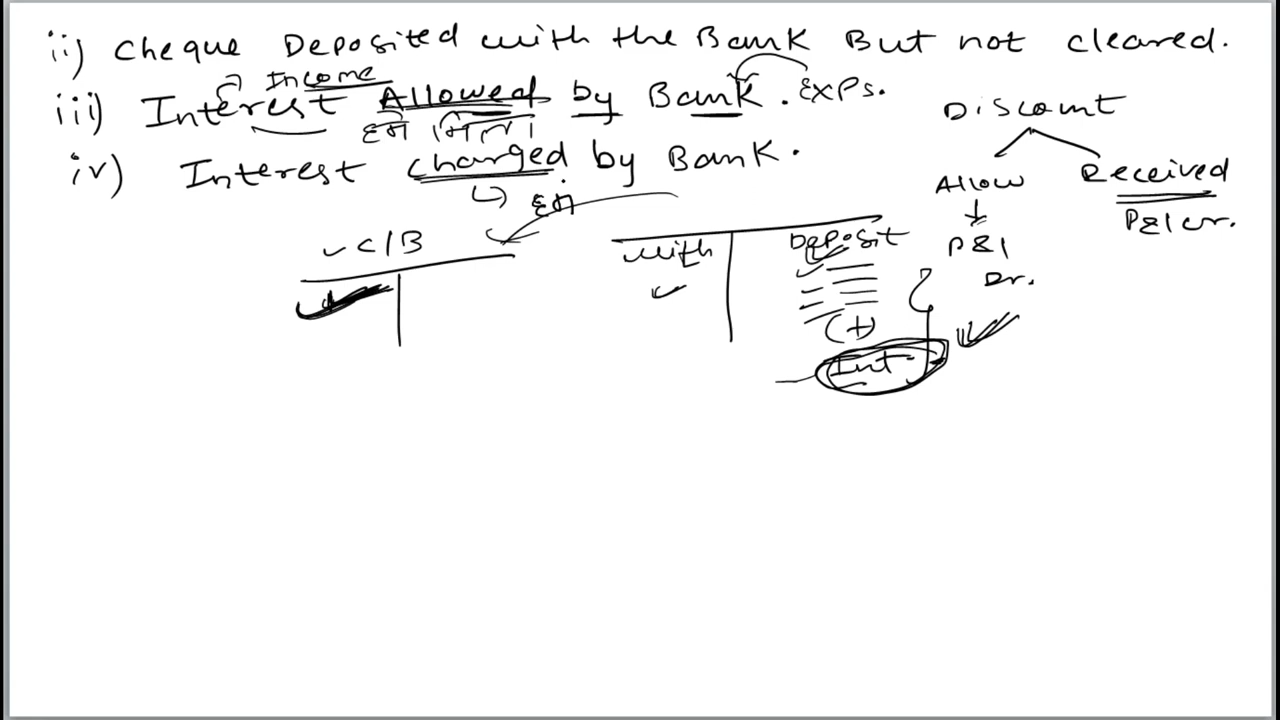 ii) Cheque Deposited with the Bank But not cleared.
Income
iii) Interest Allowed by Bank. Exps.
iv) Interest charged by Bank.
Discount
Allow Received
P&L Dr.
P&L cr.
C/B
with Deposit
(+)
Int.